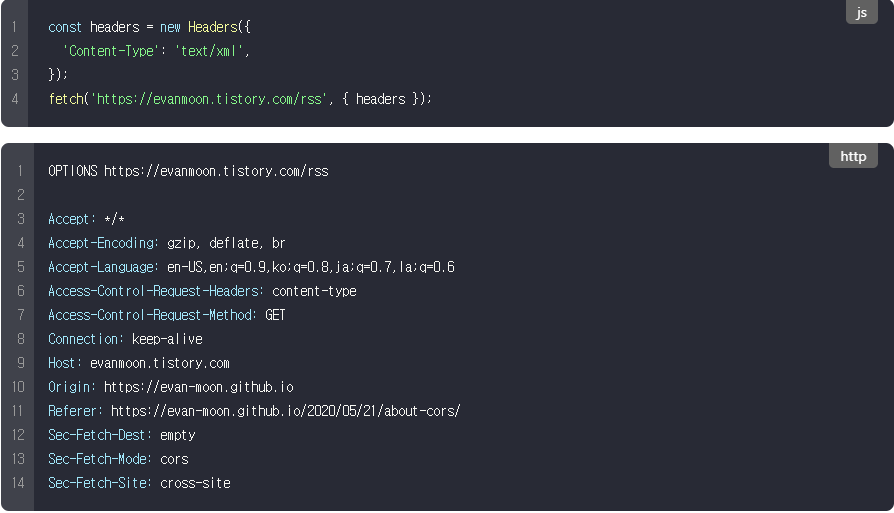 js
1 const headers = new Headers({
2 'Content-Type': 'text/xml',
3 });
4 fetch('https://evanmoon.tistory.com/rss', { headers });
http
1 OPTIONS https://evanmoon.tistory.com/rss
2
3 Accept: */*
4 Accept-Encoding: gzip, deflate, br
5 Accept-Language: en-US,en;q=0.9,ko;q=0.8,ja;q=0.7,la;q=0.6
6 Access-Control-Request-Headers: content-type
7 Access-Control-Request-Method: GET
8 Connection: keep-alive
9 Host: evanmoon.tistory.com
10 Origin: https://evan-moon.github.io
11 Referer: https://evan-moon.github.io/2020/05/21/about-cors/
12 Sec-Fetch-Dest: empty
13 Sec-Fetch-Mode: cors
14 Sec-Fetch-Site: cross-site